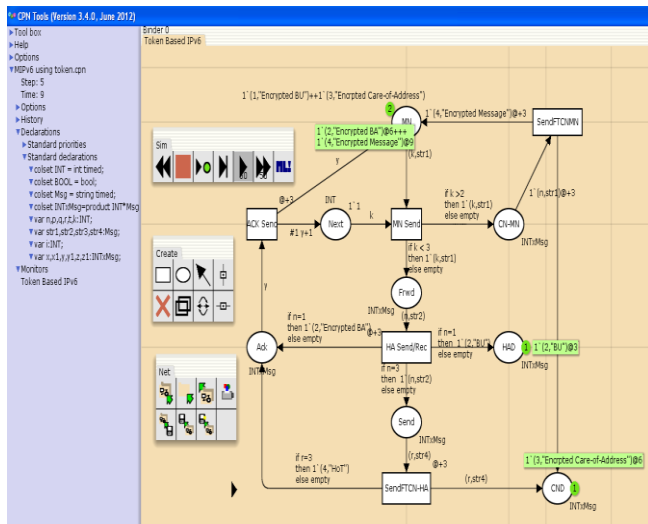 CPN Tools (Version 3.4.0, June 2012)
Tool box
Help
Options
MIPv6 using token.cpn
Step: 5
Time: 9
Options
History
Declarations
Standard priorities
Standard declarations
colset INT = int timed;
colset BOOL = bool;
colset Msg = string timed;
colset INTxMsg=product INT*Msg
var n,p,q,r,t,k:INT;
var str1,str2,str3,str4:Msg;
var i:INT;
var x,x1,y,y1,z,z1:INTxMsg;
Monitors
Token Based IPv6
Binder 0
Token Based IPv6
1`(1,"Encrypted BU")++1`(3,"Encrypted Care-of-Address")
2
MN
1`(2,"Encrypted BA")@6+++
1`(4,"Encrypted Message")@9
1`(4,"Encrypted Message")@+3
SendFTCNMN
Sim
y
(k,str1)
@+3
INT
1`1
ACK Send
#1 y+1
Next
k
MN Send
if k >2
then 1`(k,str1)
else empty
1`(n,str1)@+3
CN-MN
INTxMsg
if k < 3
then 1`(k,str1)
else empty
Create
y
Frwd
INTxMsg
(n,str2)
Ack
INTxMsg
if n=1
then 1`(2,"Encrypted BA")
else empty
@+3
HA Send/Rec
if n=1
then 1`(2,"BU")
else empty
HAD
1
1`(2,"BU")@3
INTxMsg
Net
if n=3
then 1`(n,str2)
else empty
Send
INTxMsg
(r,str4)
@+3
if r=3
then 1`(4,"HoT")
else empty
SendFTCN-HA
(r,str4)
1`(3,"Encrpted Care-of-Address")@6
CND
1
INTxMsg